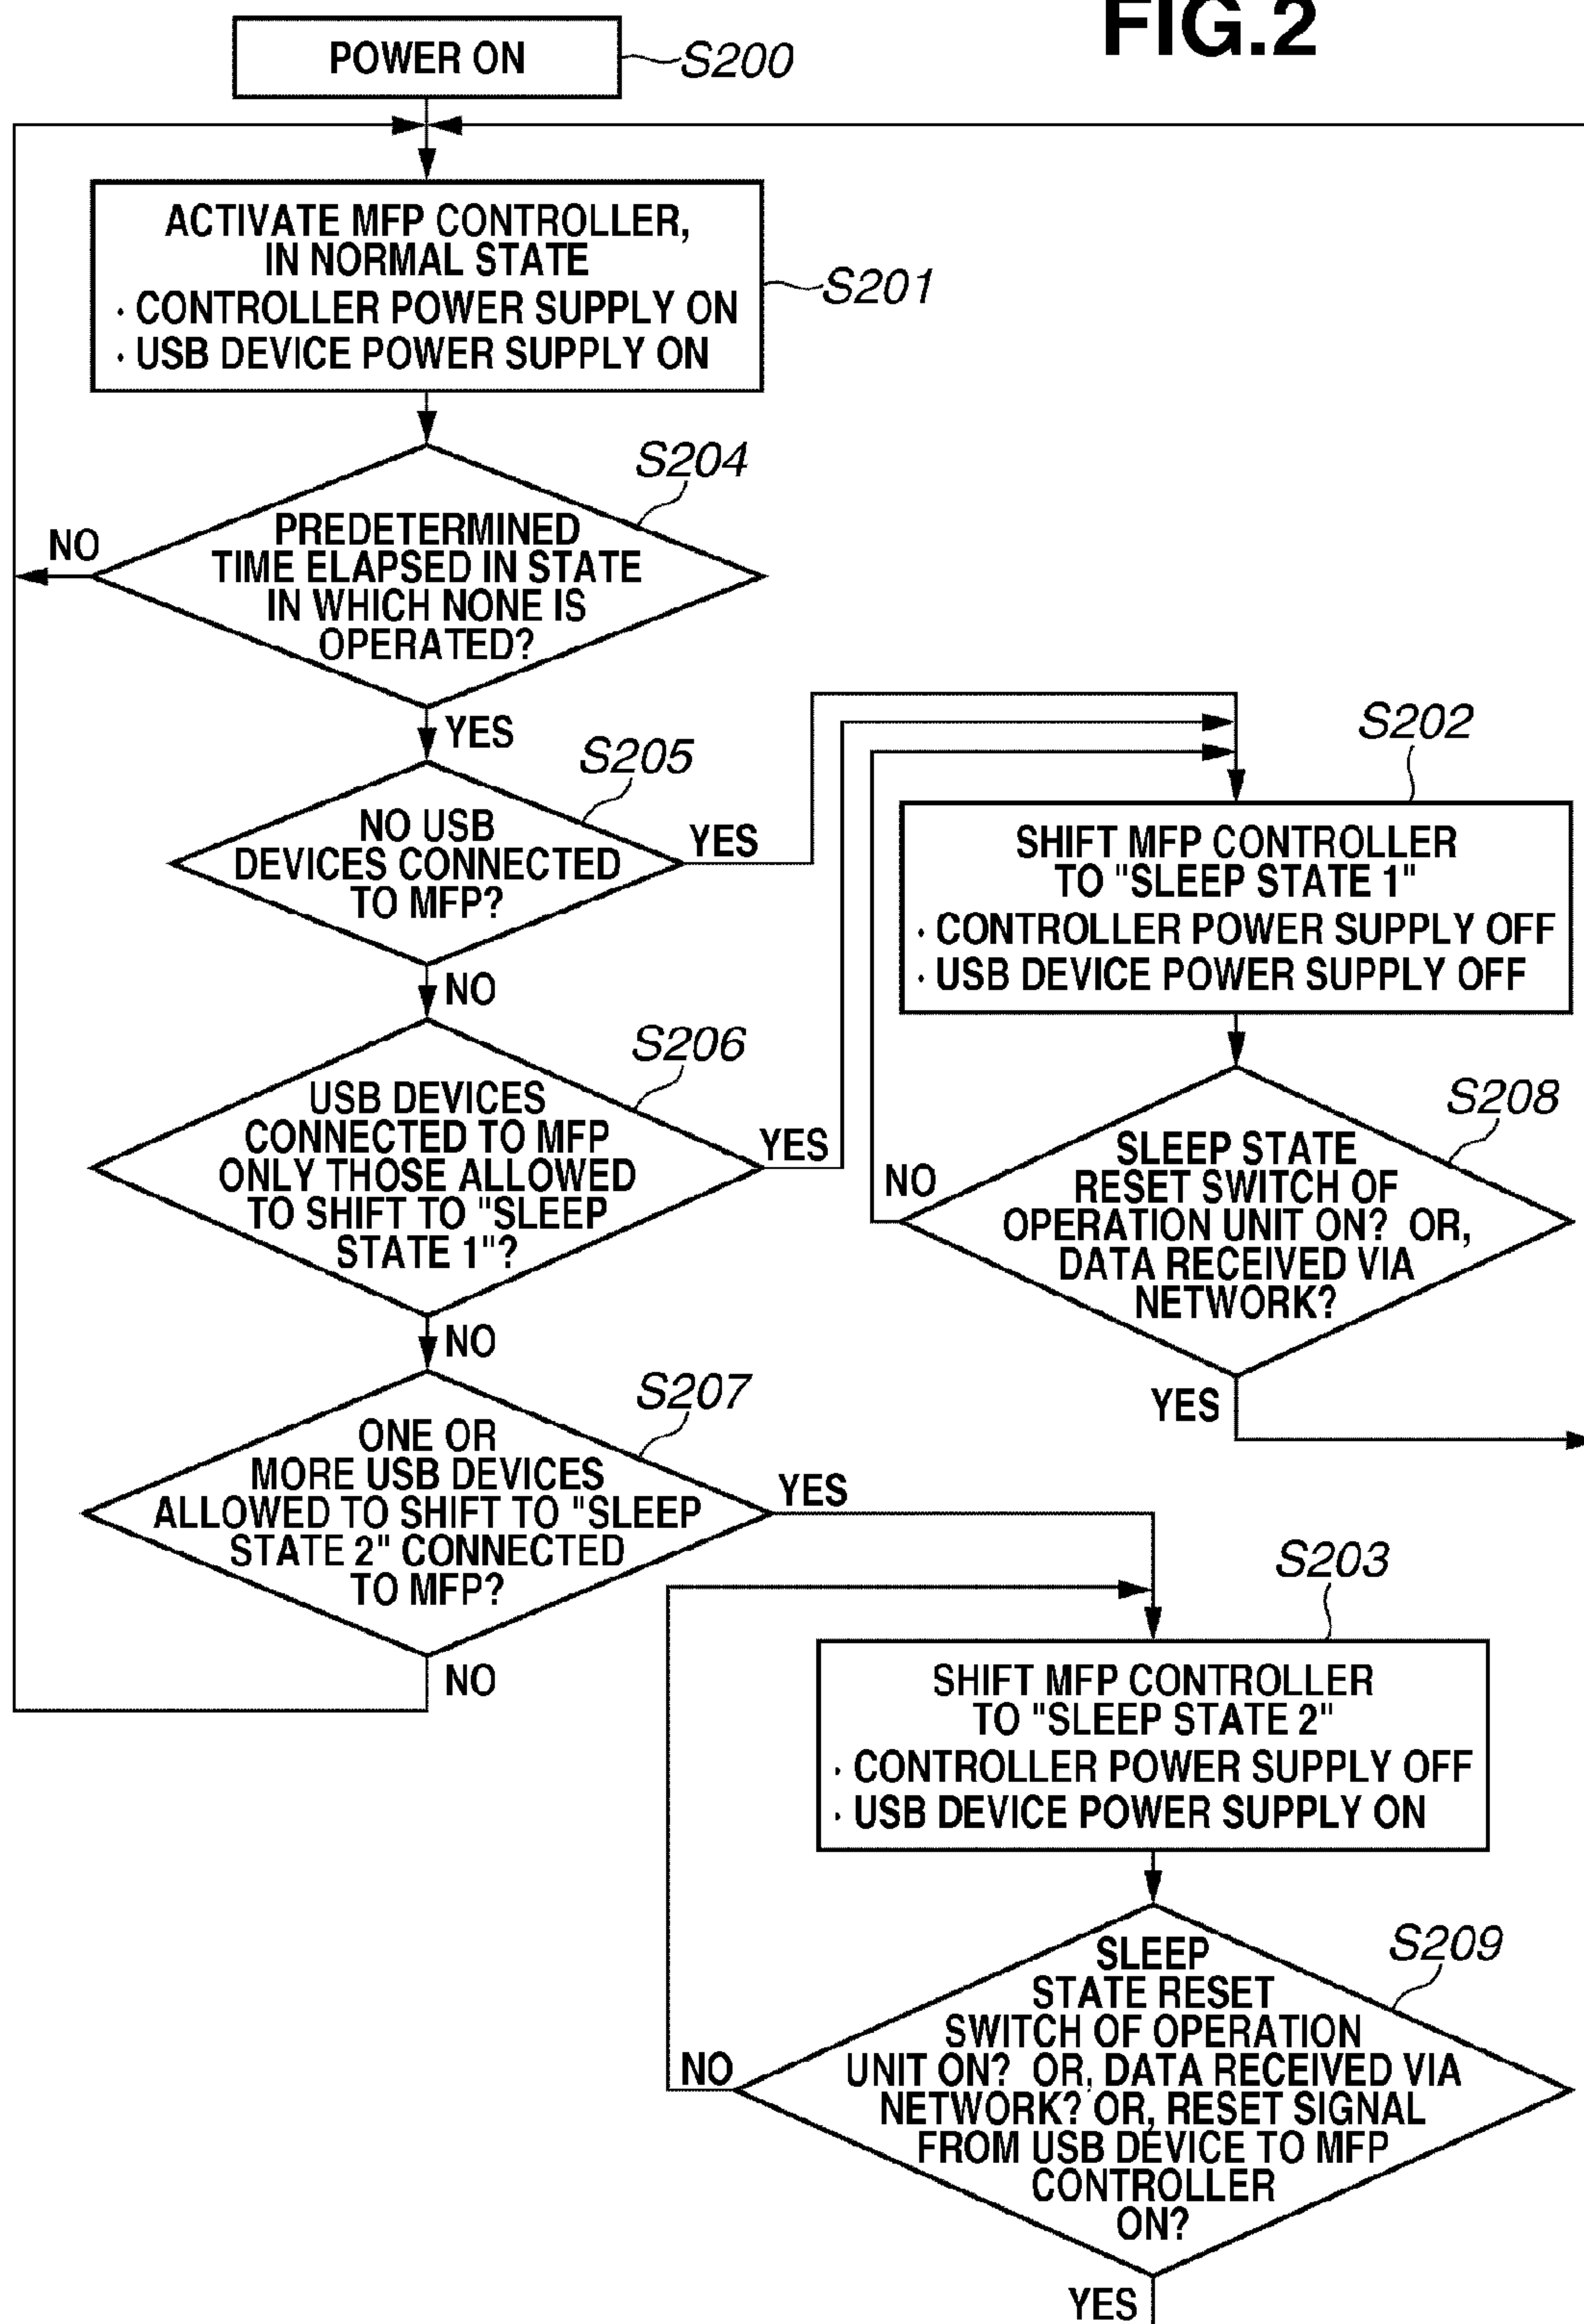 FIG.2
POWER ON
S200
ACTIVATE MFP CONTROLLER,
IN NORMAL STATE
· CONTROLLER POWER SUPPLY ON
· USB DEVICE POWER SUPPLY ON
S201
S204
PREDETERMINED
TIME ELAPSED IN STATE
IN WHICH NONE IS
OPERATED?
NO
YES
S205
NO USB
DEVICES CONNECTED
TO MFP?
YES
NO
S202
SHIFT MFP CONTROLLER
TO "SLEEP STATE 1"
· CONTROLLER POWER SUPPLY OFF
· USB DEVICE POWER SUPPLY OFF
S206
USB DEVICES
CONNECTED TO MFP
ONLY THOSE ALLOWED
TO SHIFT TO "SLEEP
STATE 1"?
YES
NO
S208
SLEEP STATE
RESET SWITCH OF
OPERATION UNIT ON? OR,
DATA RECEIVED VIA
NETWORK?
NO
YES
S207
ONE OR
MORE USB DEVICES
ALLOWED TO SHIFT TO "SLEEP
STATE 2" CONNECTED
TO MFP?
YES
NO
S203
SHIFT MFP CONTROLLER
TO "SLEEP STATE 2"
· CONTROLLER POWER SUPPLY OFF
· USB DEVICE POWER SUPPLY ON
S209
SLEEP
STATE RESET
SWITCH OF OPERATION
UNIT ON? OR, DATA RECEIVED VIA
NETWORK? OR, RESET SIGNAL
FROM USB DEVICE TO MFP
CONTROLLER
ON?
NO
YES